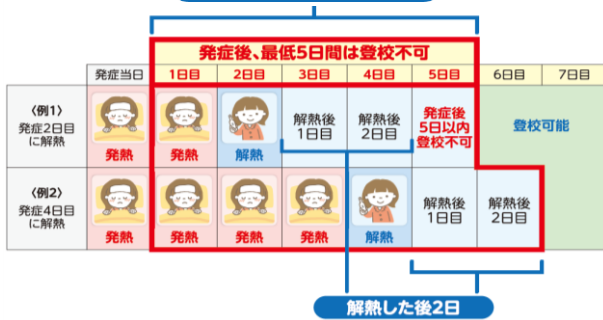 発症後、最低5日間は登校不可
発症当日 1日目 2日目 3日目 4日目 5日目 6日目 7日目
〈例1〉
発症2日目
に解熱
発熱 発熱 解熱
解熱後
1日目
解熱後
2日目
発症後
5日以内
登校不可
登校可能
〈例2〉
発症4日目
に解熱
発熱 発熱 発熱 発熱 解熱
解熱後
1日目
解熱後
2日目
解熱した後2日